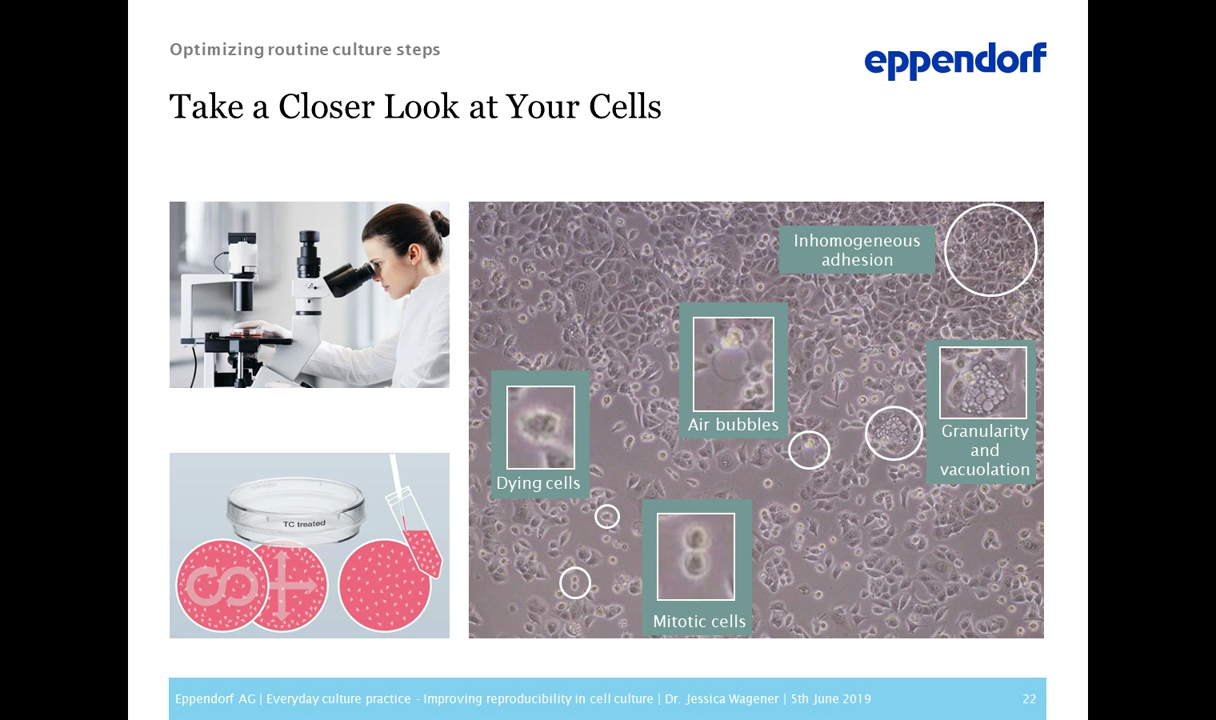 Optimizing routine culture steps
eppendorf
Take a Closer Look at Your Cells
Inhomogeneous
adhesion
Air bubbles
Granularity
and
vacuolation
Dying cells
TC treated
Mitotic cells
Eppendorf AG | Everyday culture practice - Improving reproducibility in cell culture | Dr. Jessica Wagener | 5th June 2019 22